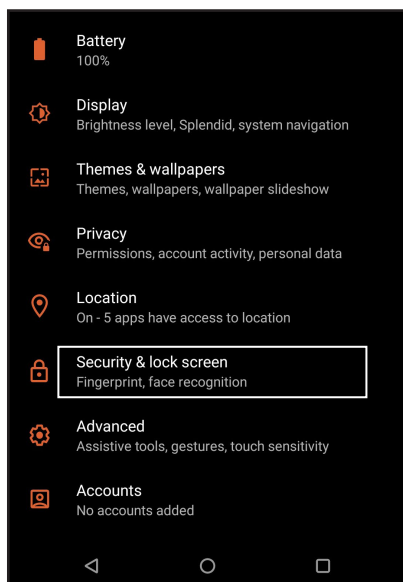 Battery
100%
Display
Brightness level, Splendid, system navigation
Themes & wallpapers
Themes, wallpapers, wallpaper slideshow
Privacy
Permissions, account activity, personal data
Location
On - 5 apps have access to location
Security & lock screen
Fingerprint, face recognition
Advanced
Assistive tools, gestures, touch sensitivity
Accounts
No accounts added